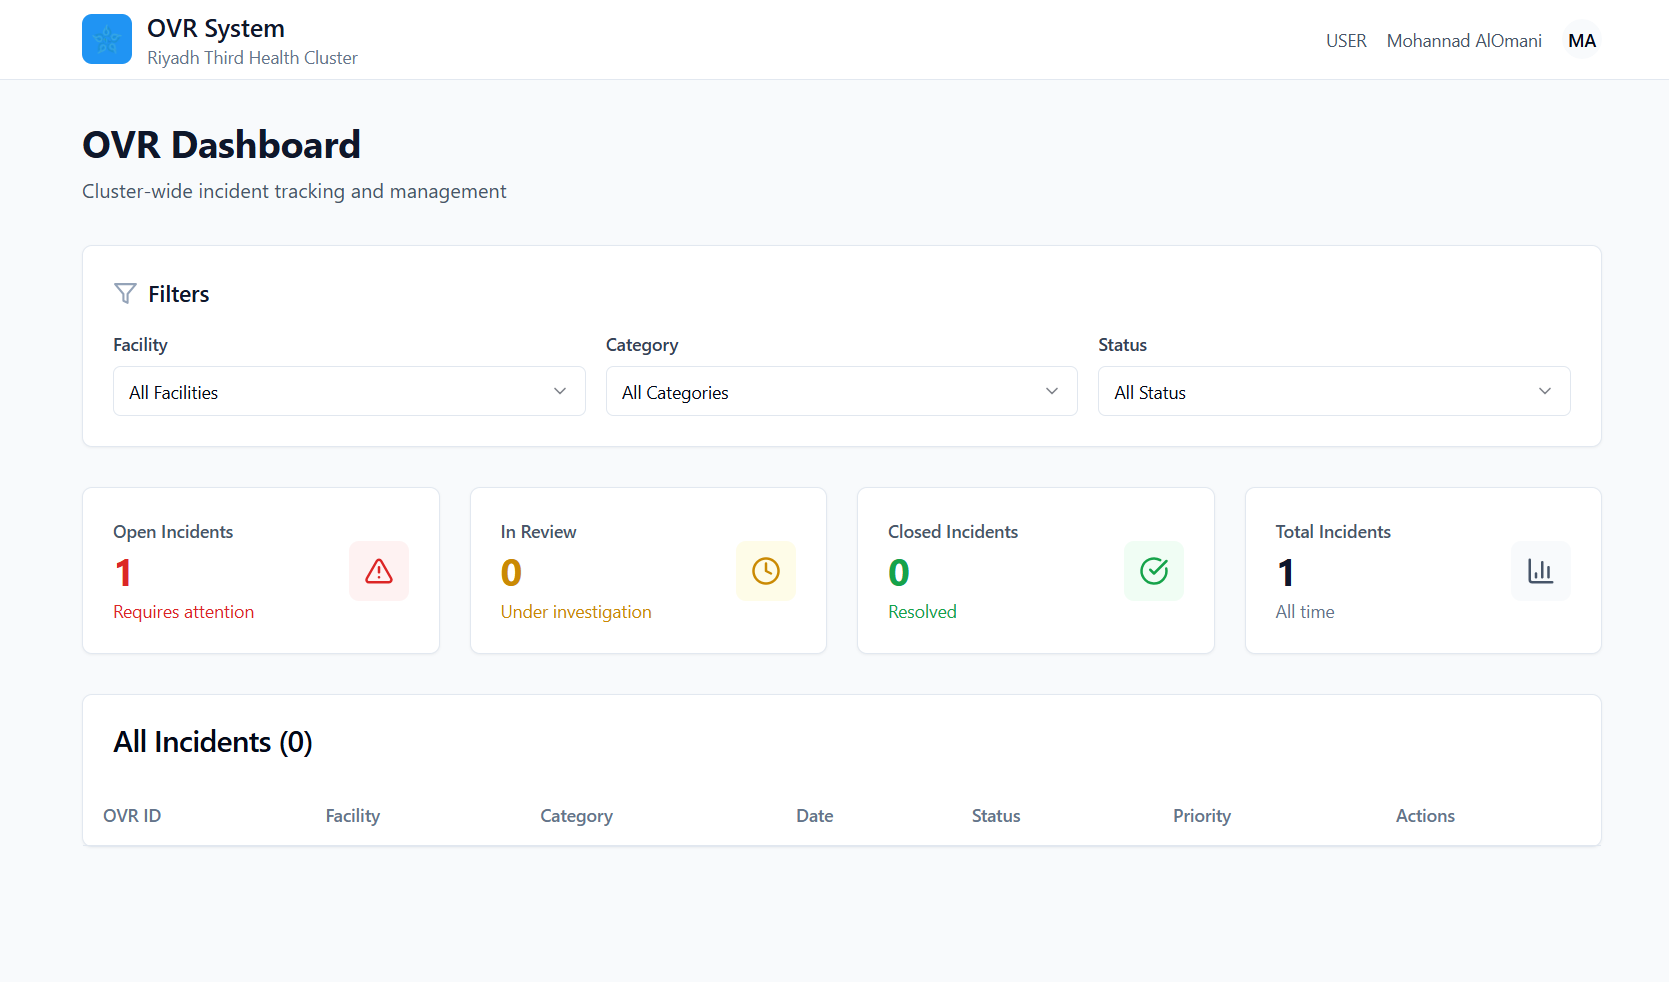 OVR System
Riyadh Third Health Cluster
USER Mohannad AlOmani MA
OVR Dashboard
Cluster-wide incident tracking and management
Filters
Facility Category Status
All Facilities All Categories All Status
Open Incidents
1
Requires attention
In Review
0
Under investigation
Closed Incidents
0
Resolved
Total Incidents
1
All time
All Incidents (0)
OVR ID Facility Category Date Status Priority Actions